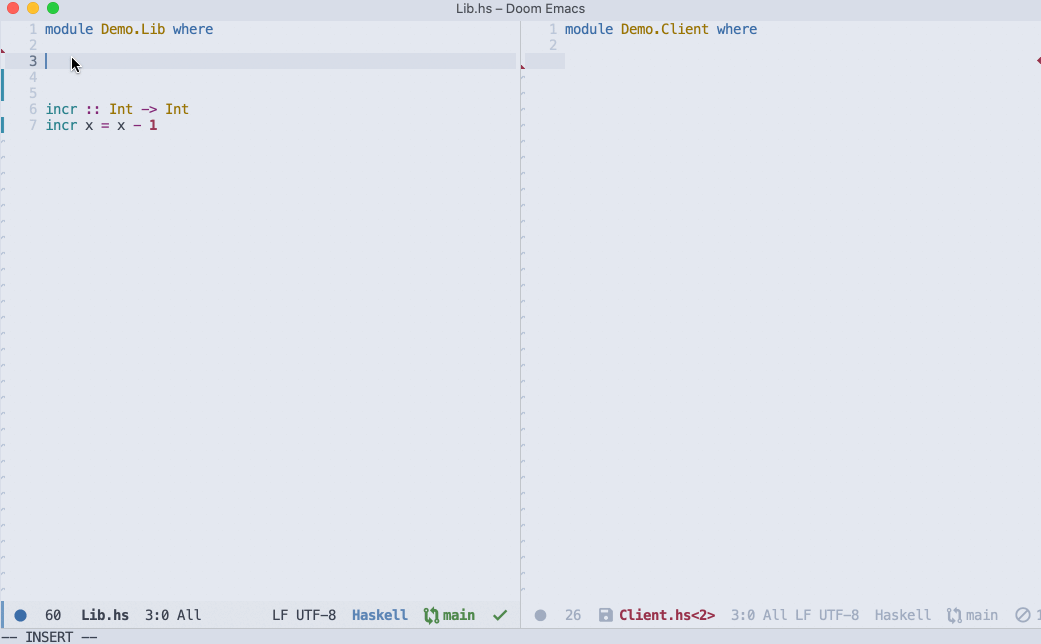 Lib.hs – Doom Emacs
1 module Demo.Lib where
2
3
4
5
6 incr :: Int -> Int
7 incr x = x - 1
1 module Demo.Client where
2
60 Lib.hs 3:0 All LF UTF-8 Haskell main
26 Client.hs<2> 3:0 All LF UTF-8 Haskell main 1
-- INSERT --